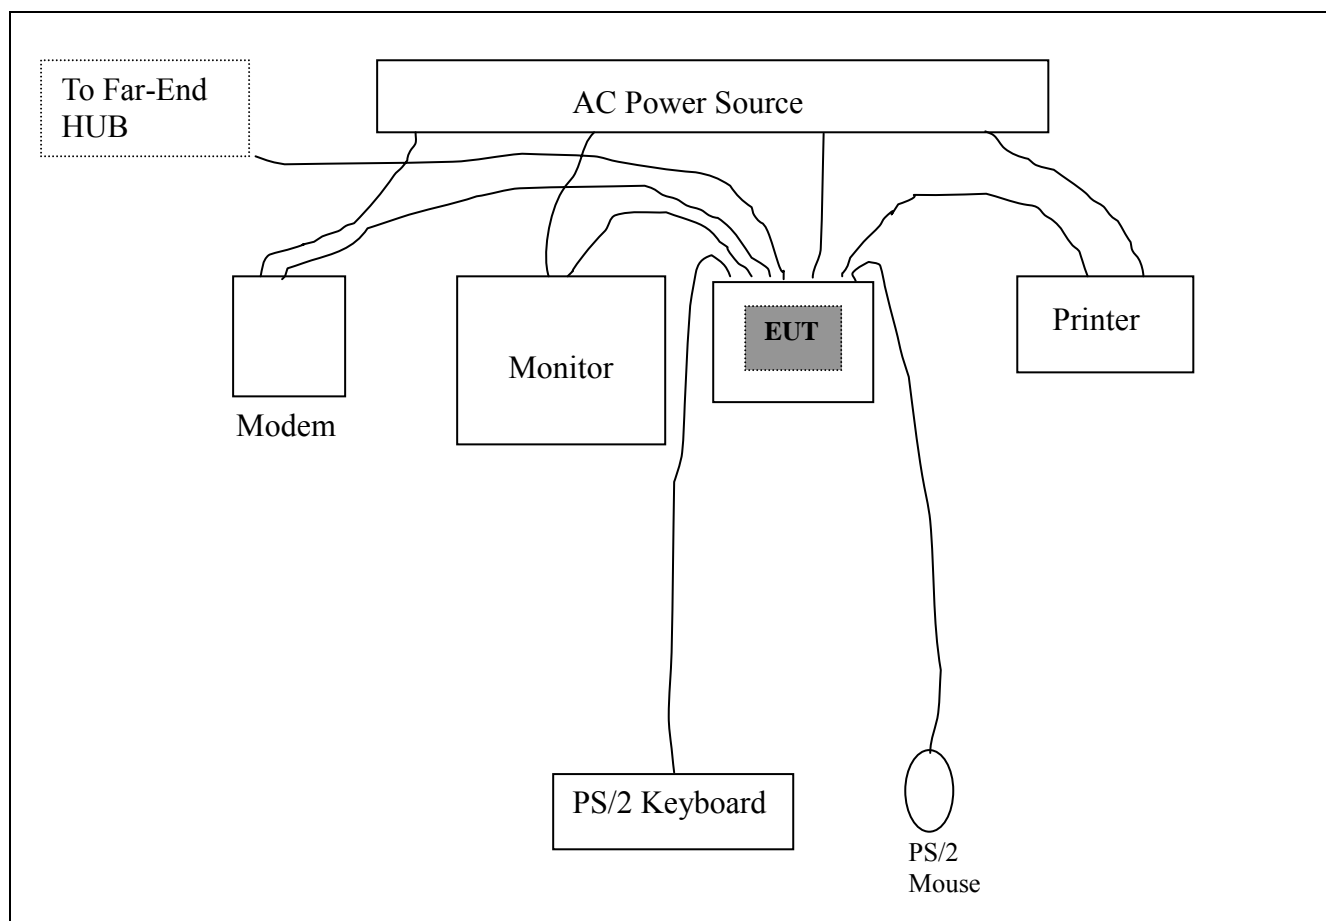 To Far-End
HUB
AC Power Source
EUT
Printer
Monitor
Modem
PS/2 Keyboard
PS/2
Mouse